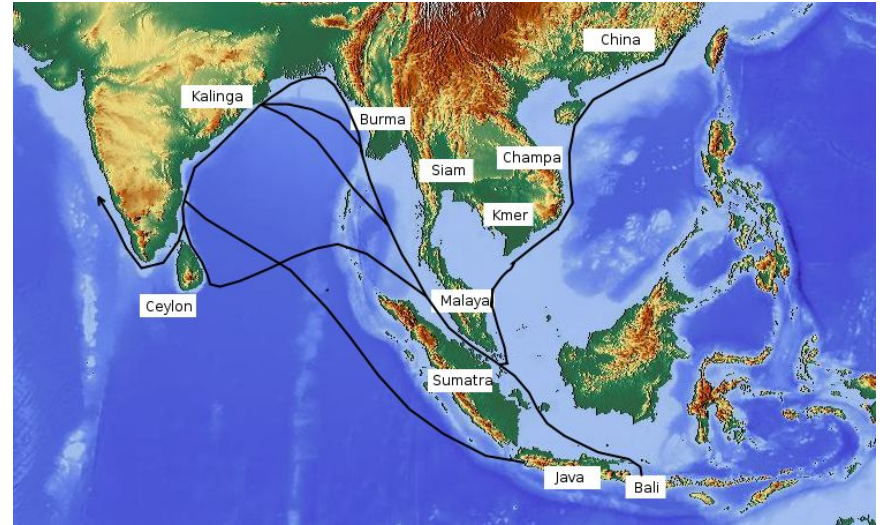 China
Kalinga
Burma
Champa
Siam
Kmer
Ceylon
Malaya
Sumatra
Java
Bali